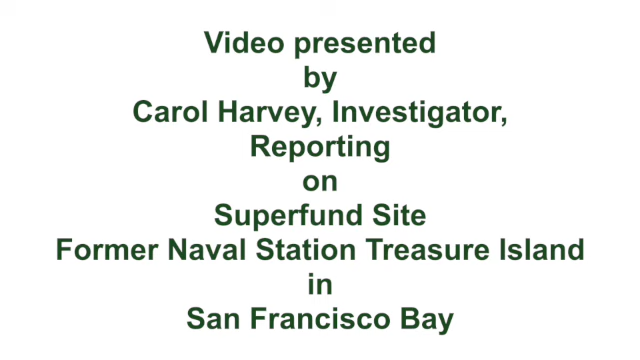 Video presented
by
Carol Harvey, Investigator,
Reporting
on
Superfund Site
Former Naval Station Treasure Island
in
San Francisco Bay